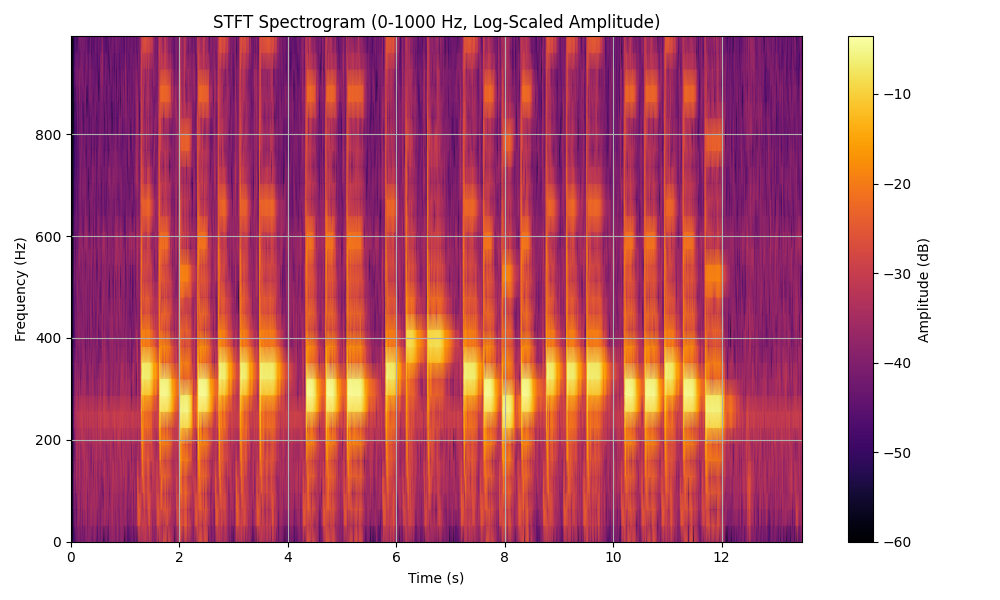 STFT Spectrogram (0-1000 Hz, Log-Scaled Amplitude)
800
600
400
200
0
Frequency (Hz)
0 2 4 6 8 10 12
Time (s)
−10
−20
−30
−40
−50
−60
Amplitude (dB)